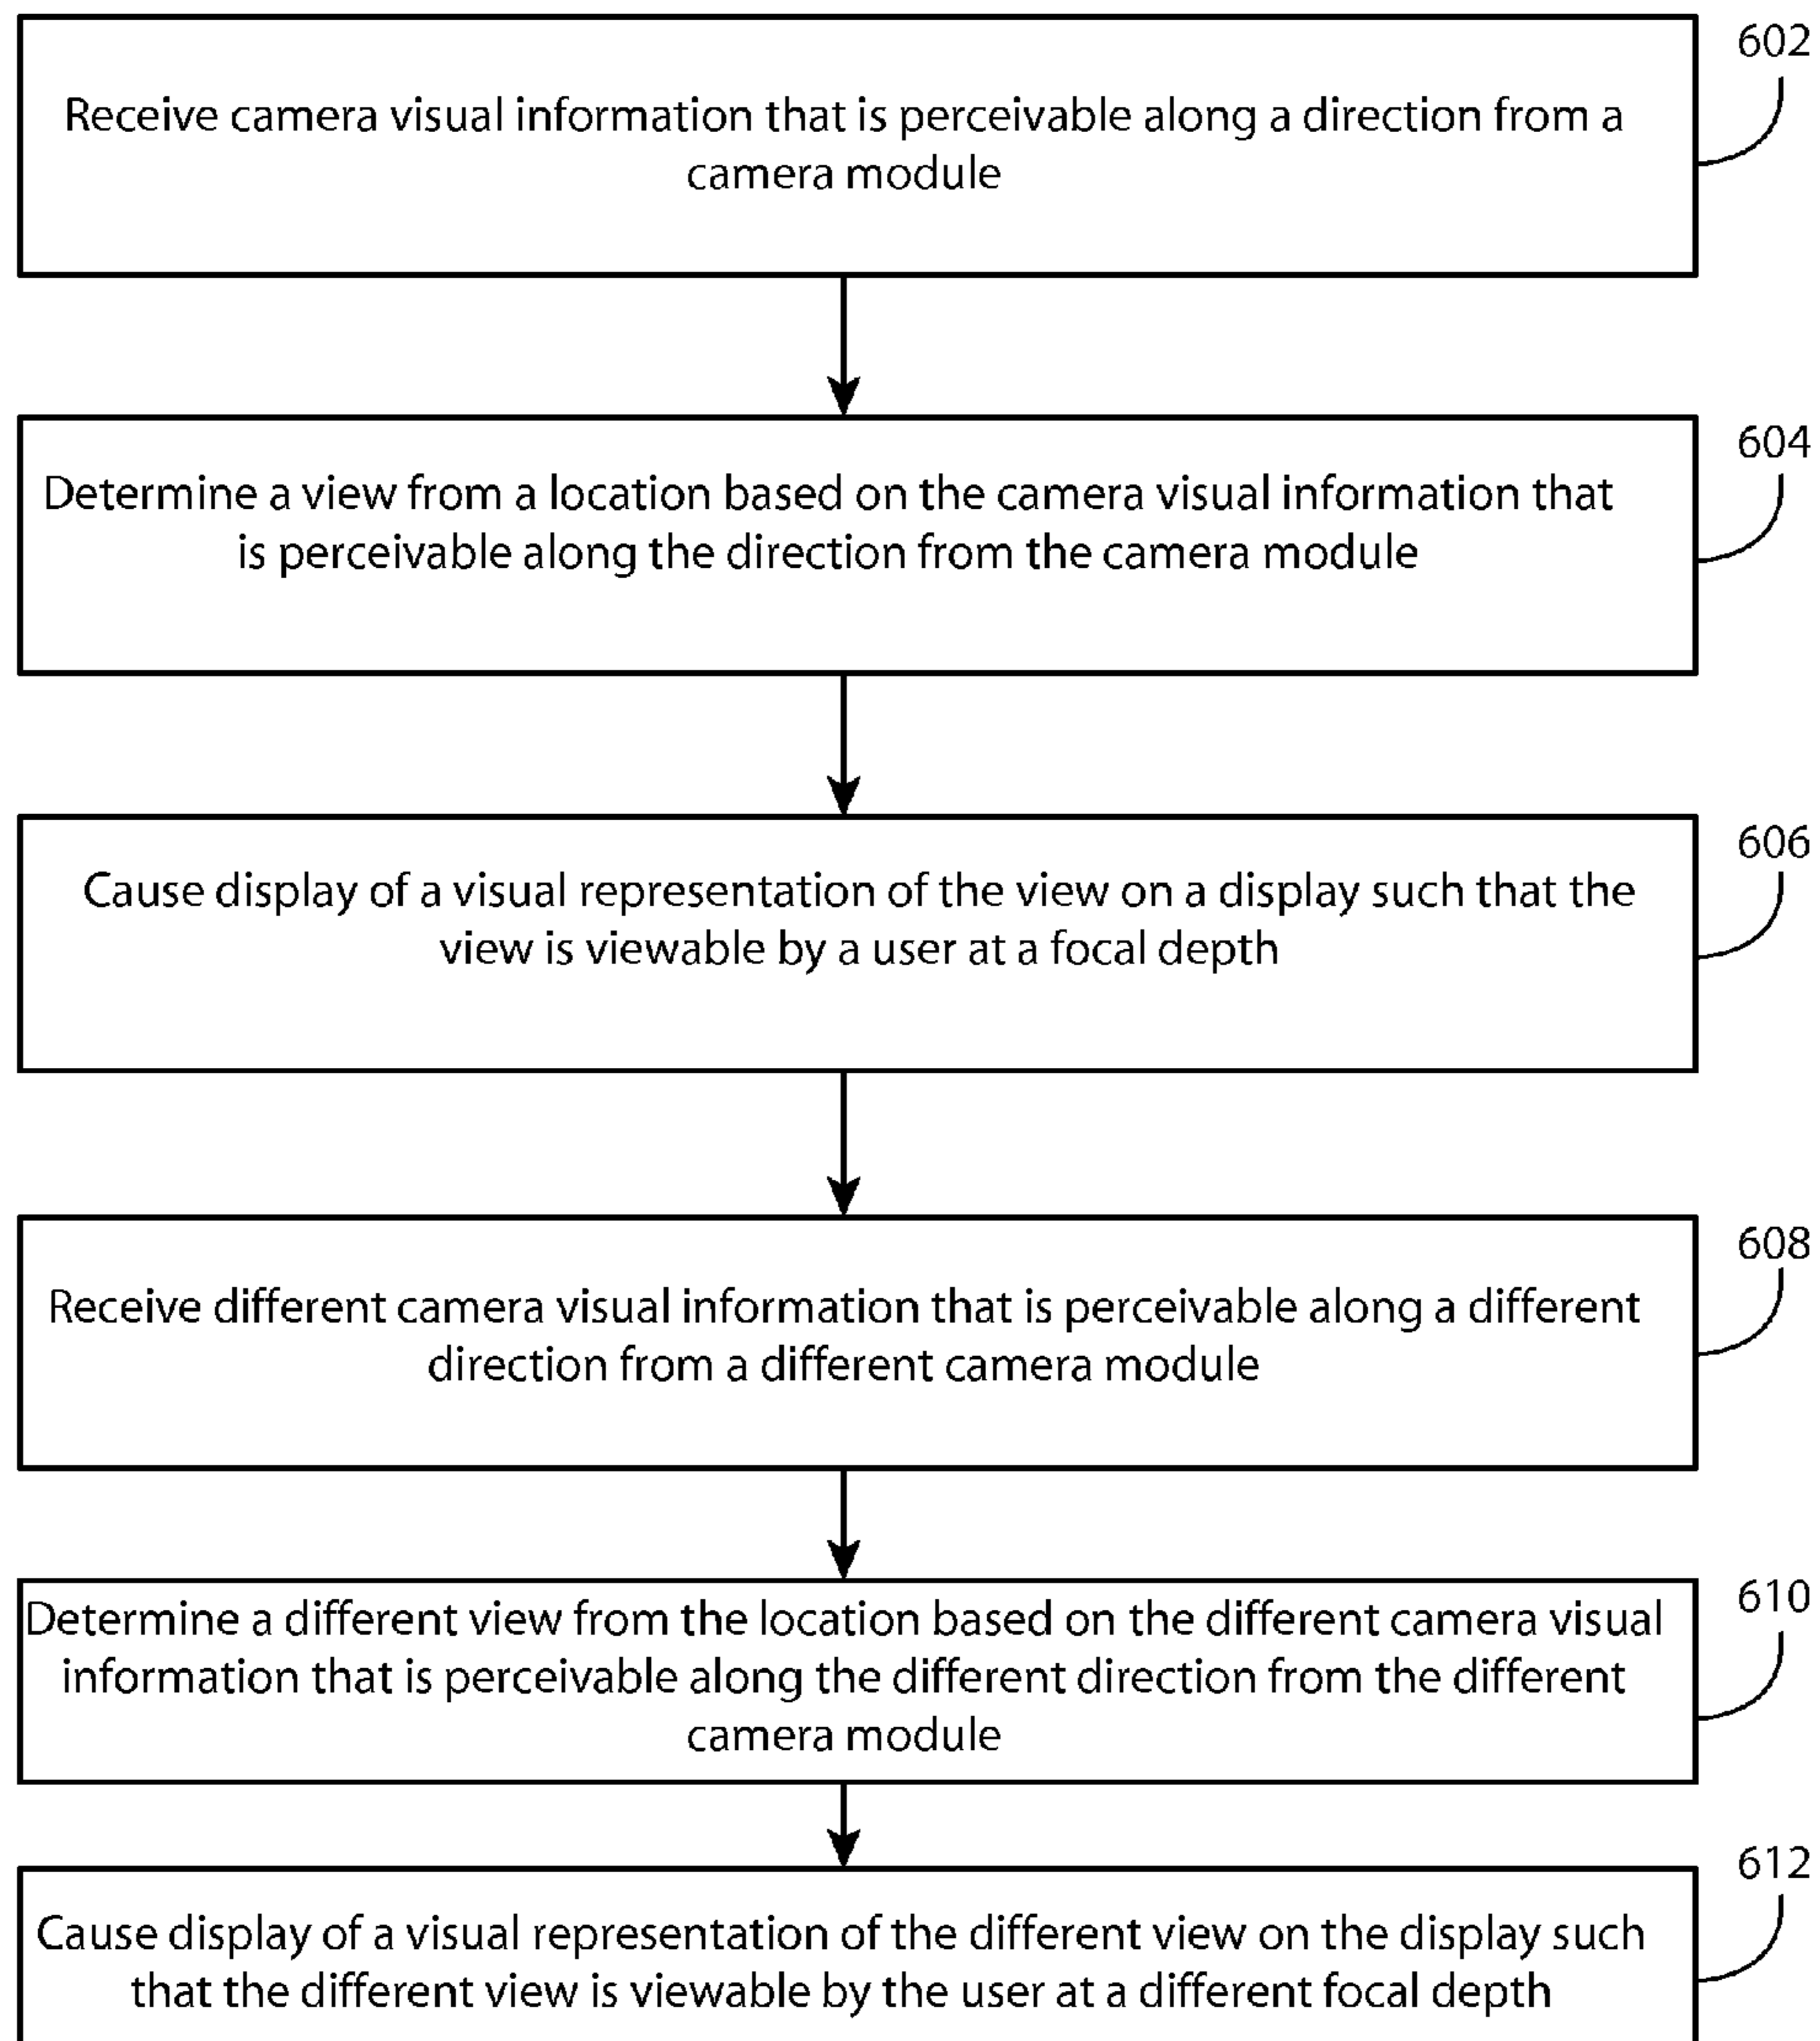 602
Receive camera visual information that is perceivable along a direction from a
camera module
604
Determine a view from a location based on the camera visual information that
is perceivable along the direction from the camera module
606
Cause display of a visual representation of the view on a display such that the
view is viewable by a user at a focal depth
608
Receive different camera visual information that is perceivable along a different
direction from a different camera module
610
Determine a different view from the location based on the different camera visual
information that is perceivable along the different direction from the different
camera module
612
Cause display of a visual representation of the different view on the display such
that the different view is viewable by the user at a different focal depth